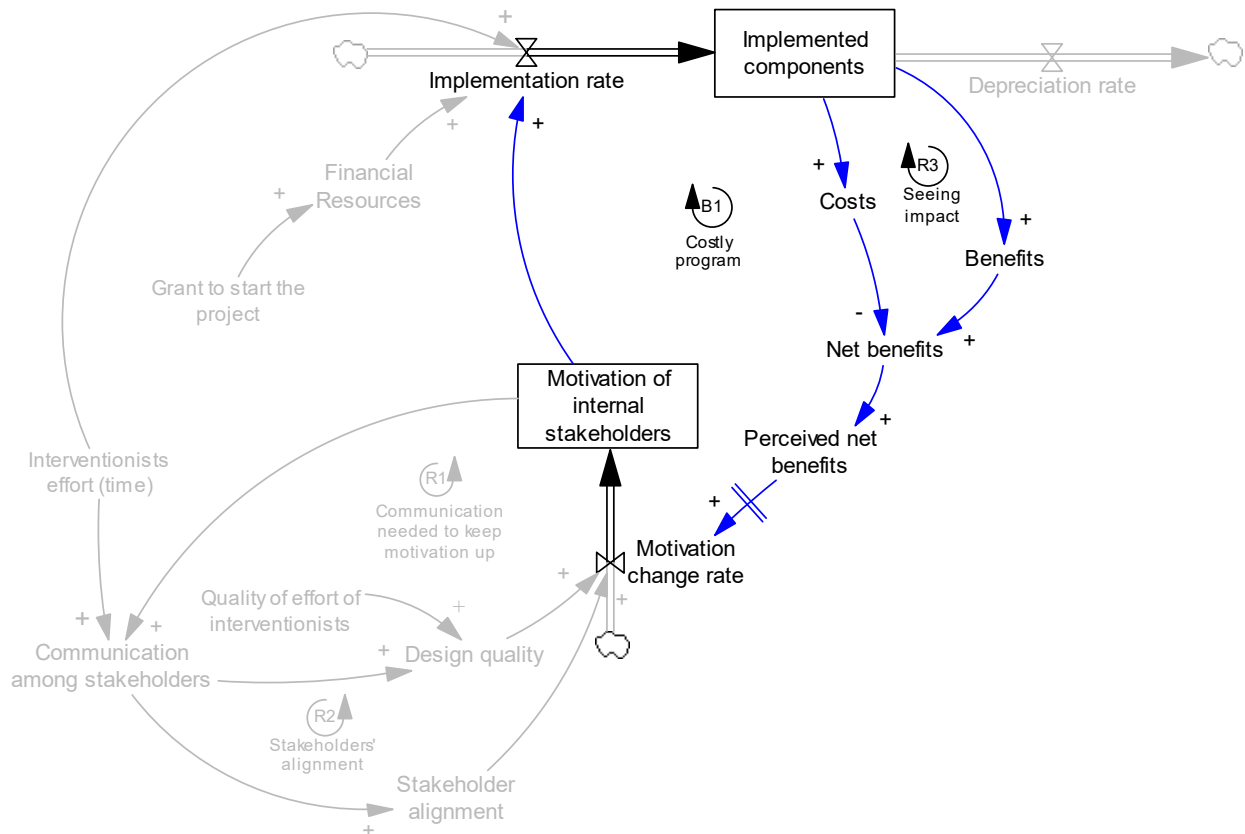 +
Implemented
components
Implementation rate
Depreciation rate
+
+
Financial
Resources
+
+
R3
Seeing
impact
Costs
B1
Costly
program
+
Benefits
Grant to start the
project
-
+
Net benefits
Motivation of
internal
stakeholders
+
Perceived net
benefits
Interventionists
effort (time)
R1
Communication
needed to keep
motivation up
+
Motivation
change rate
+
+
Quality of effort of
interventionists
+
+
+
Communication
among stakeholders
+
Design quality
R2
Stakeholders'
alignment
Stakeholder
alignment
+